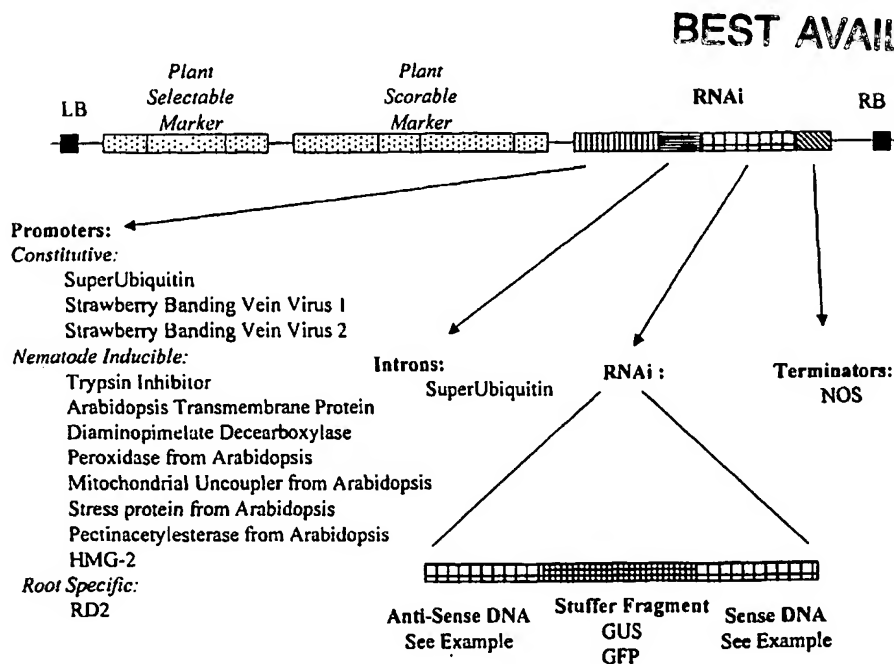 BEST AVAIL
LB
Plant
Selectable
Marker
Plant
Scorable
Marker
RNAi
RB
Promoters:
Constitutive:
SuperUbiquitin
Strawberry Banding Vein Virus 1
Strawberry Banding Vein Virus 2
Nematode Inducible:
Trypsin Inhibitor
Arabidopsis Transmembrane Protein
Diaminopimelate Decearboxylase
Peroxidase from Arabidopsis
Mitochondrial Uncoupler from Arabidopsis
Stress protein from Arabidopsis
Pectinacetylesterase from Arabidopsis
HMG-2
Root Specific:
RD2
Introns:
SuperUbiquitin
RNAi :
Terminators:
NOS
Anti-Sense DNA
See Example
Stuffer Fragment
GUS
GFP
Sense DNA
See Example